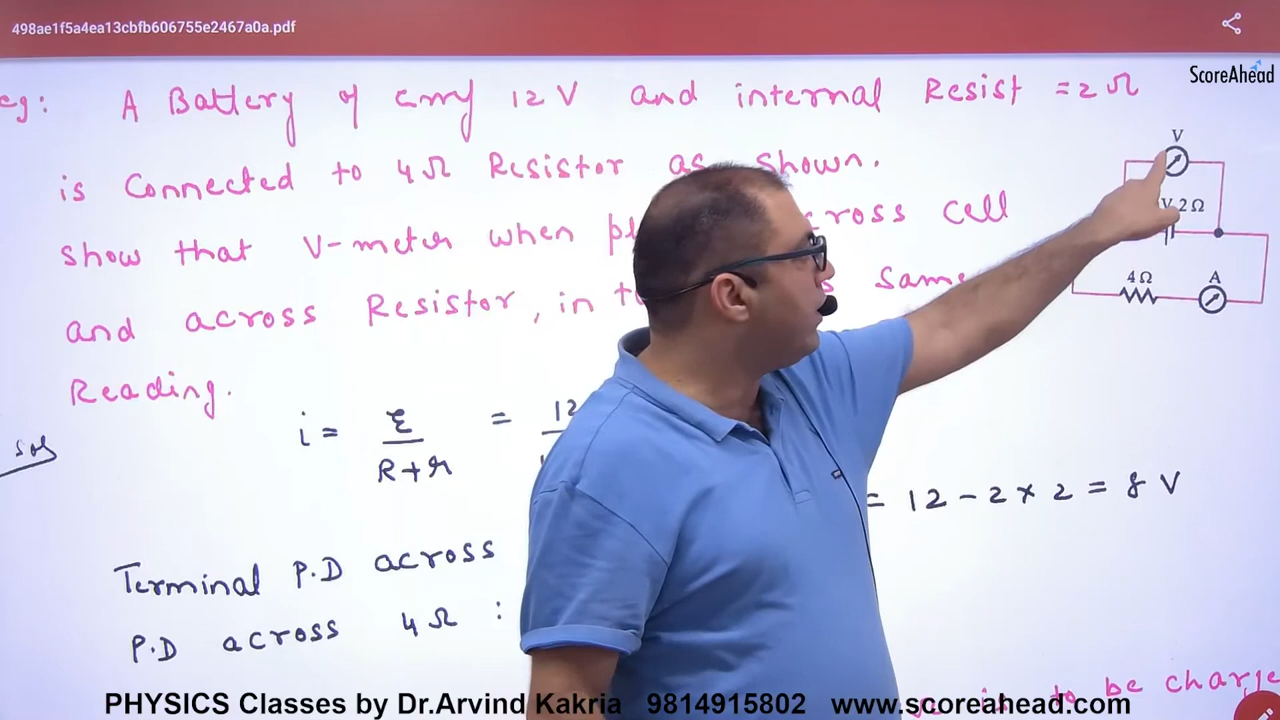 498ae1f5a4ea13cbfb606755e2467a0a.pdf
ScoreAhead
eg: A Battery of emf 12 V and internal Resist = 2 Ω
is Connected to 4 Ω Resistor as shown.
show that V-meter when across cell
and across Resistor, in same
Reading.
V
2 Ω
4 Ω A
Sol
i = ε / R + r = 12
= 12 - 2 × 2 = 8 V
Terminal P.D across
P.D across 4 Ω :
to be charge
PHYSICS Classes by Dr.Arvind Kakria 9814915802 www.scoreahead.com